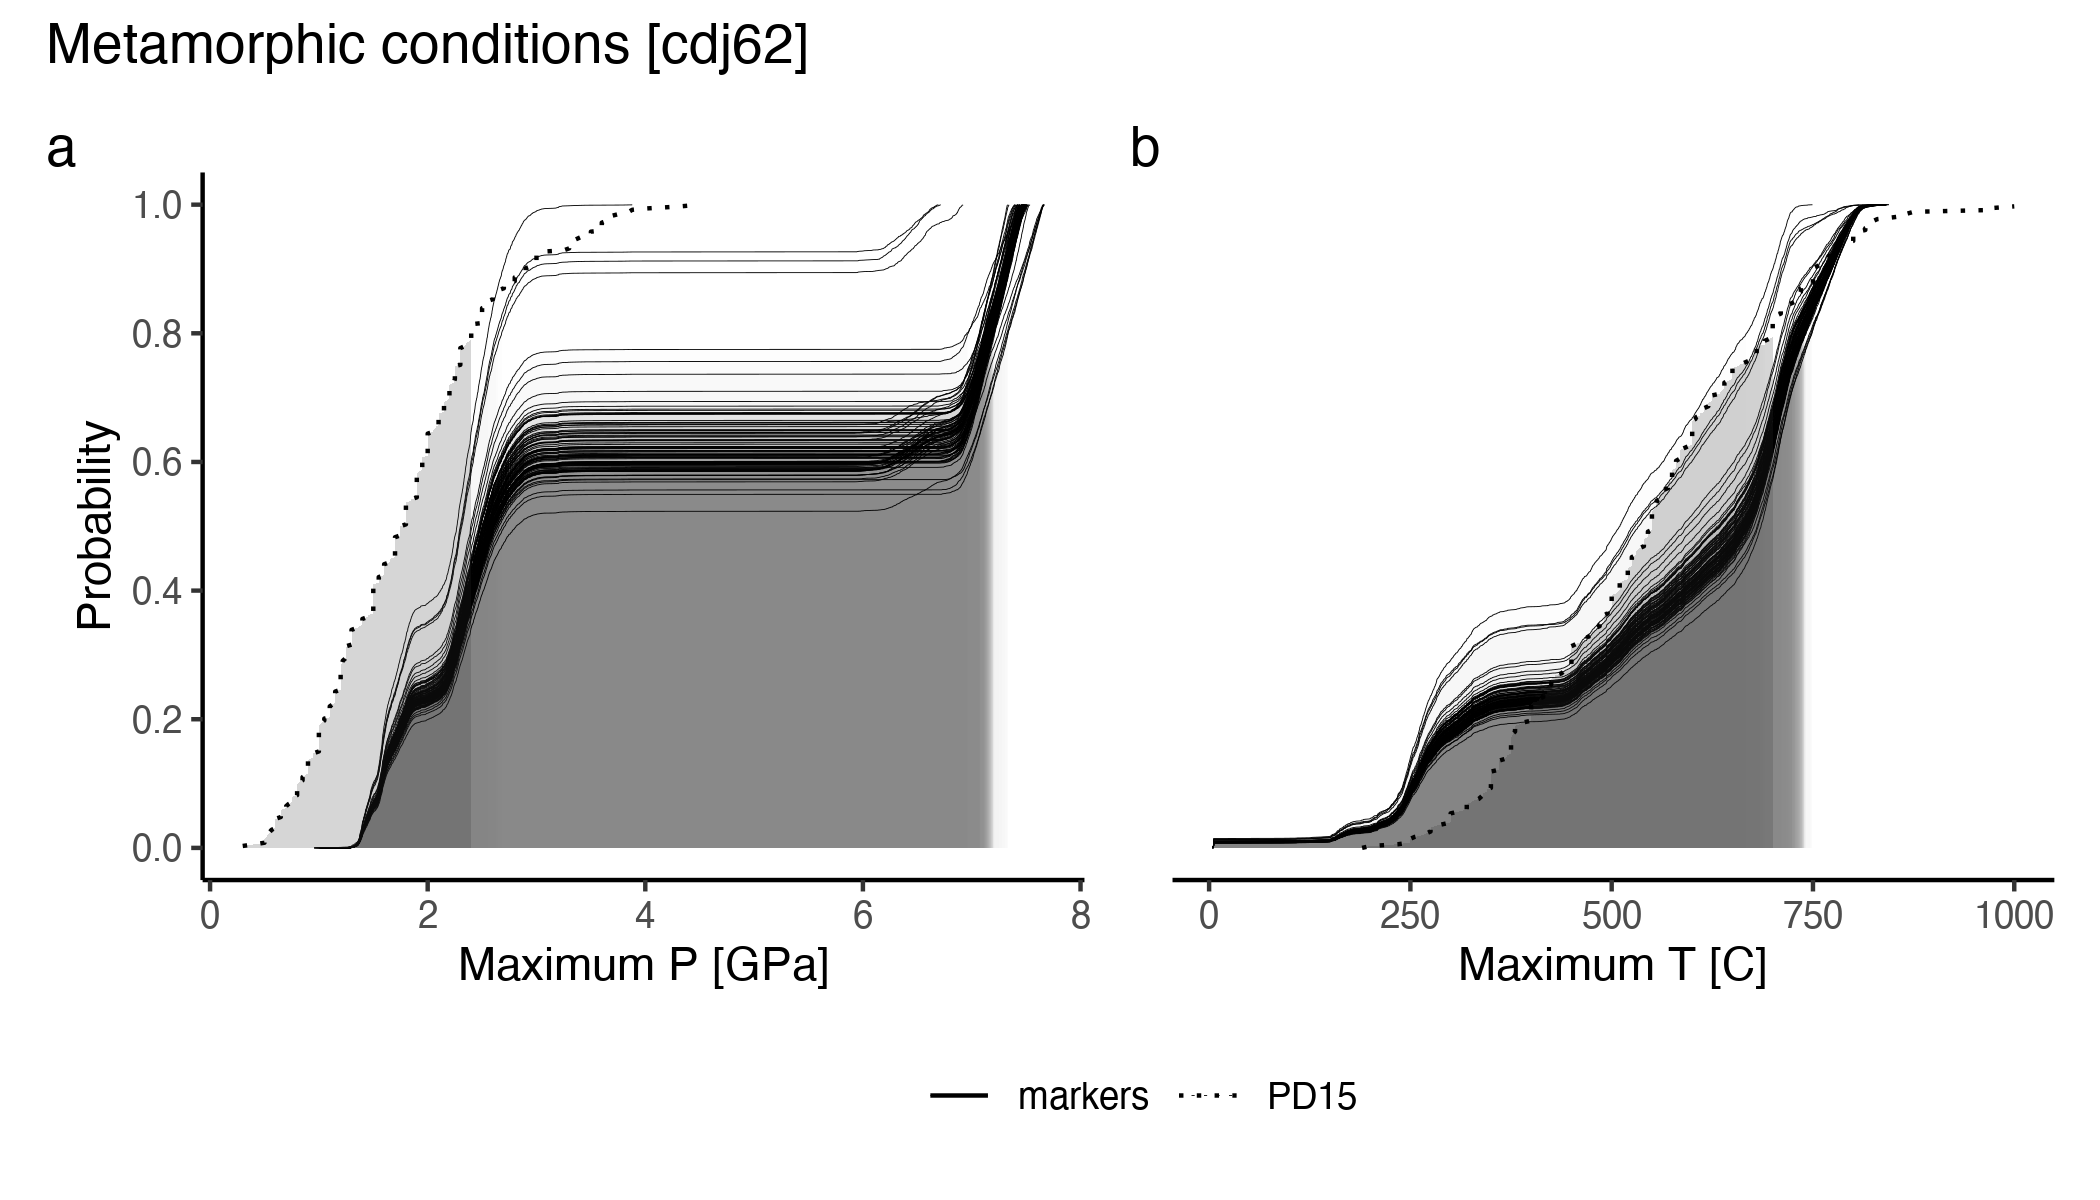 Metamorphic conditions [cdj62]
a
b
Probability
1.0
0.8
0.6
0.4
0.2
0.0
0 2 4 6 8
Maximum P [GPa]
0 250 500 750 1000
Maximum T [C]
markers PD15